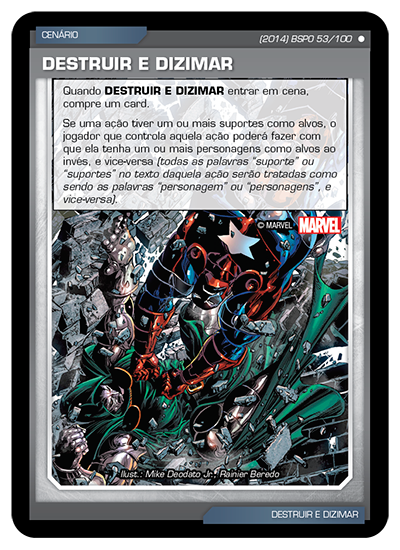 CENÁRIO
(2014) BSP0 53/100 ●
DESTRUIR E DIZIMAR
Quando DESTRUIR E DIZIMAR entrar em cena,
compre um card.
Se uma ação tiver um ou mais suportes como alvos, o
jogador que controla aquela ação poderá fazer com
que ela tenha um ou mais personagens como alvos ao
invés, e vice-versa (todas as palavras “suporte” ou
“suportes” no texto daquela ação serão tratadas como
sendo as palavras “personagem” ou “personagens”, e
vice-versa).
© MARVEL MARVEL
Ilust.: Mike Deodato Jr., Rainier Beredo
DESTRUIR E DIZIMAR